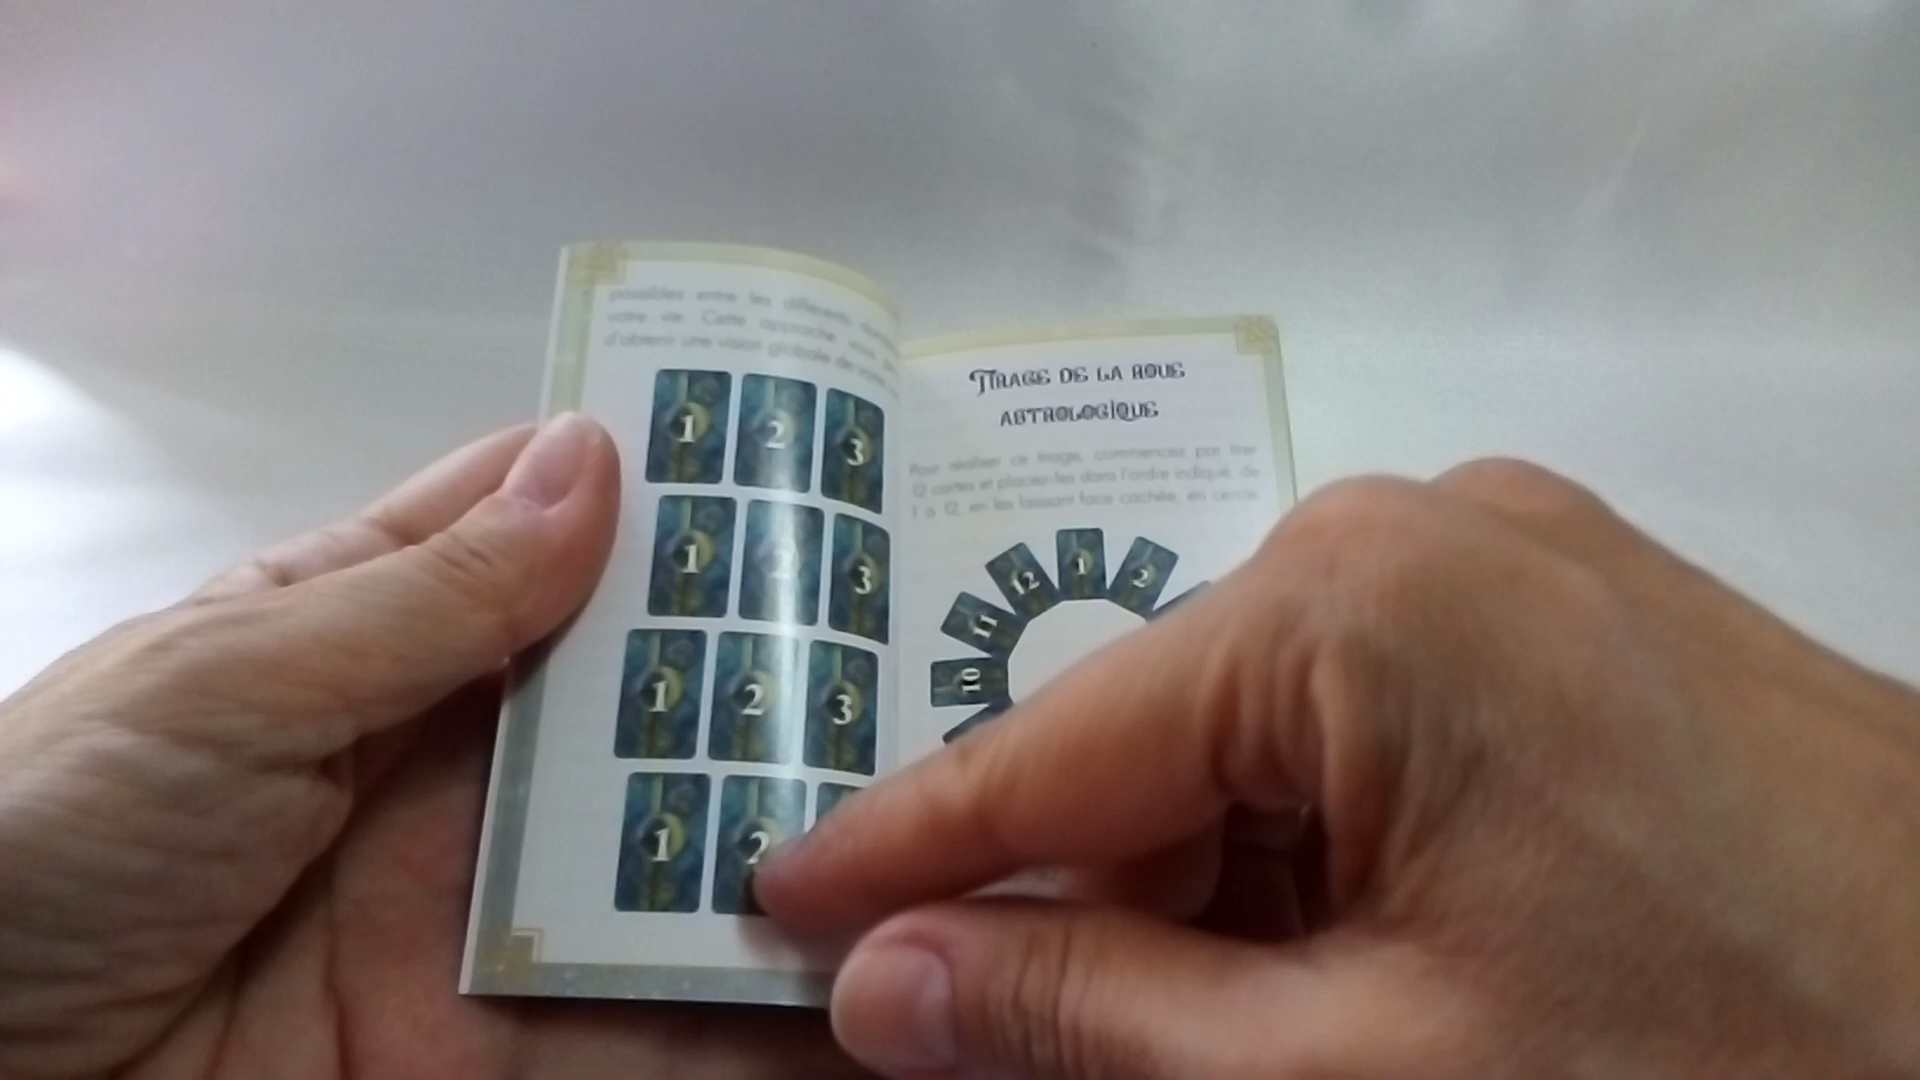 possibles entre les différents
votre vie. Cette approche vous
d'obtenir une vision globale de votre
1 2 3
1 2 3
1 2 3
1 2
TIRAGE DE LA ROUE
ASTROLOGIQUE
Pour réaliser ce tirage, commencez par tirer
12 cartes et placez-les dans l'ordre indiqué, de
1 à 12, en les laissant face cachée, en cercle
12 1 2
11
10